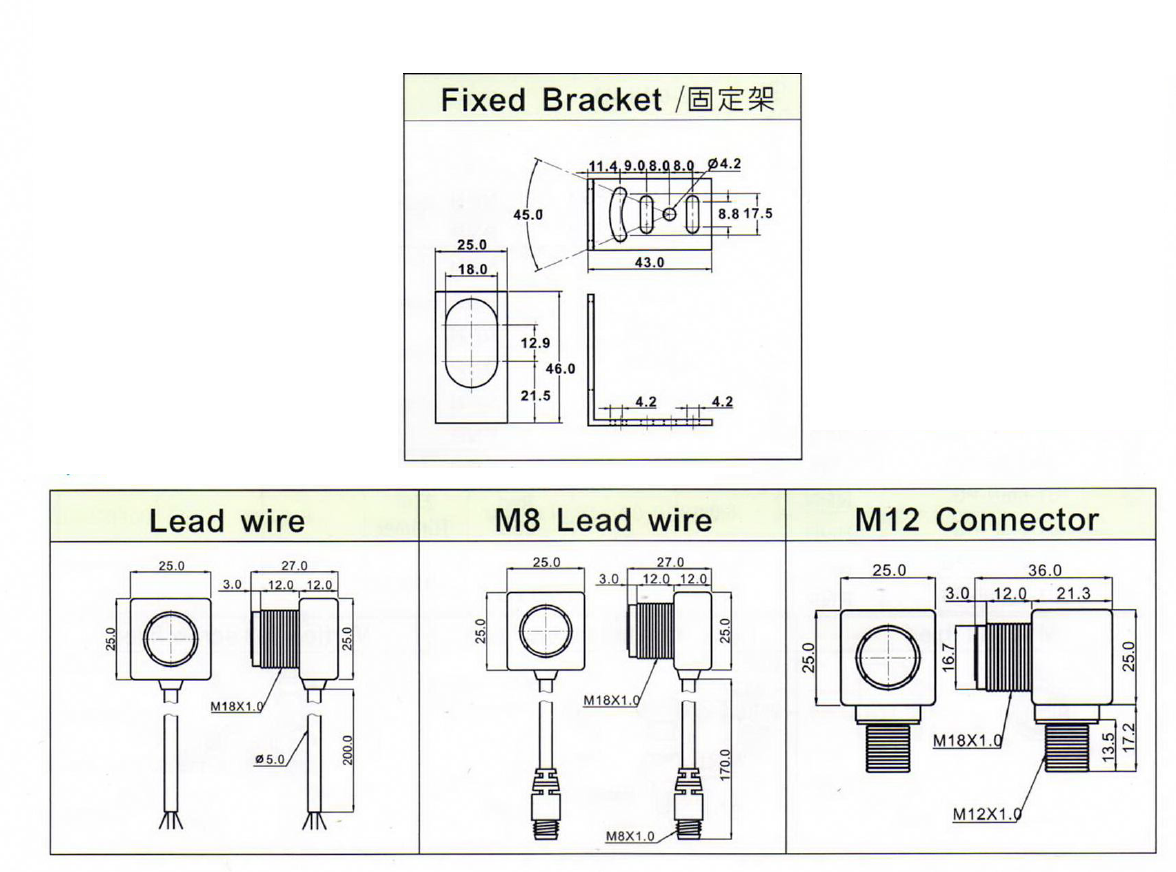 Fixed Bracket /固定架
11.4 9.0 8.0 8.0 Ø4.2
45.0
8.8 17.5
25.0
43.0
18.0
12.9
46.0
21.5
4.2 4.2
Lead wire
25.0 27.0
3.0 12.0 12.0
25.0 25.0
M18X1.0
Ø5.0
200.0
M8 Lead wire
25.0 27.0
3.0 12.0 12.0
25.0 25.0
M18X1.0
170.0
M8X1.0
M12 Connector
25.0 36.0
3.0 12.0 21.3
25.0 16.7 25.0
M18X1.0
13.5 17.2
M12X1.0